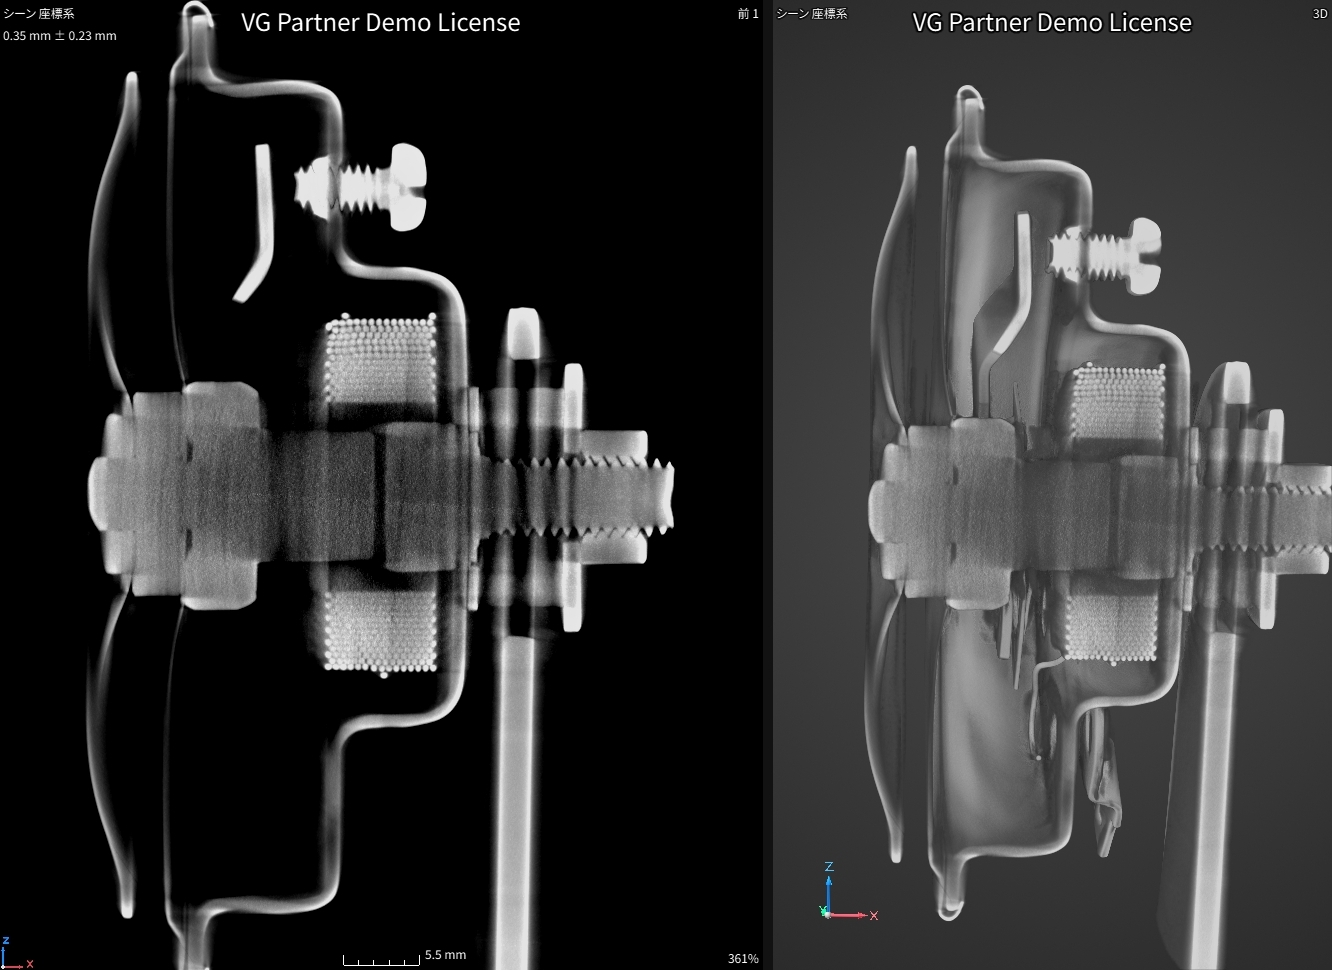 シーン 座標系
0.35 mm ± 0.23 mm
VG Partner Demo License
前 1
シーン 座標系
VG Partner Demo License
3D
Z
X
5.5 mm
361%
Z
Y
X